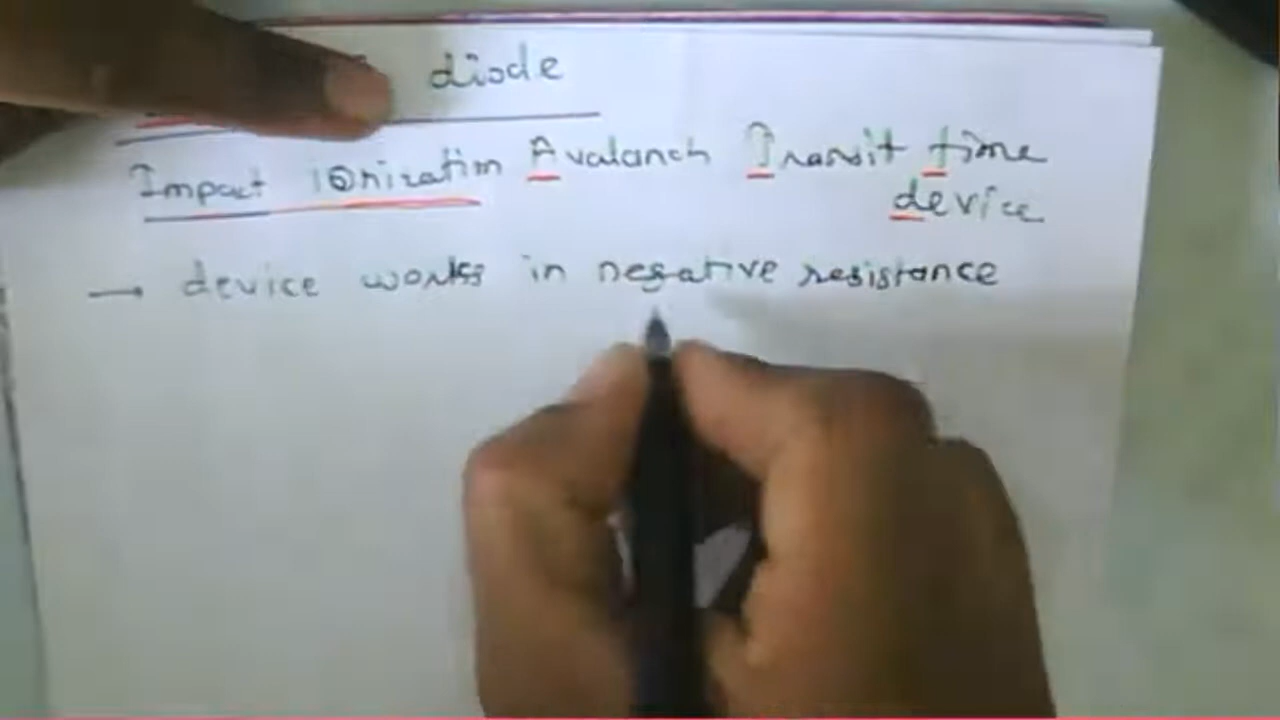 diode
Impact ionization Avalanch Transit time
device
→ device works in negative resistance